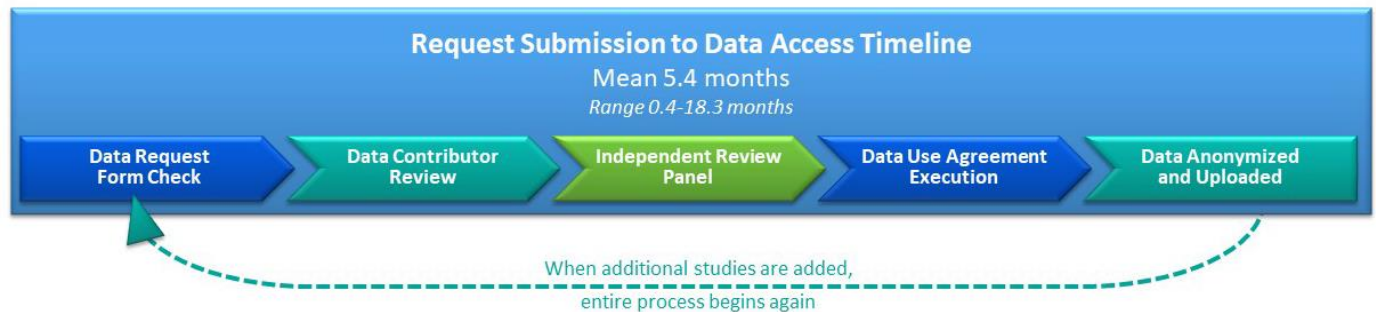 Request Submission to Data Access Timeline
Mean 5.4 months
Range 0.4-18.3 months
Data Request
Form Check
Data Contributor
Review
Independent Review
Panel
Data Use Agreement
Execution
Data Anonymized
and Uploaded
When additional studies are added,
entire process begins again